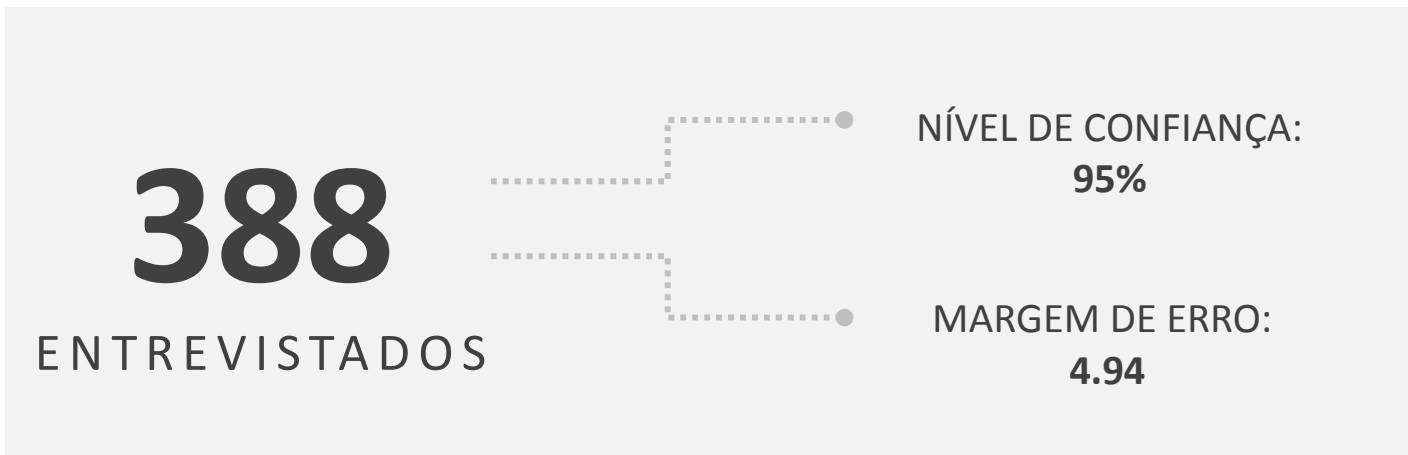 388
ENTREVISTADOS
NÍVEL DE CONFIANÇA:
95%
MARGEM DE ERRO:
4.94